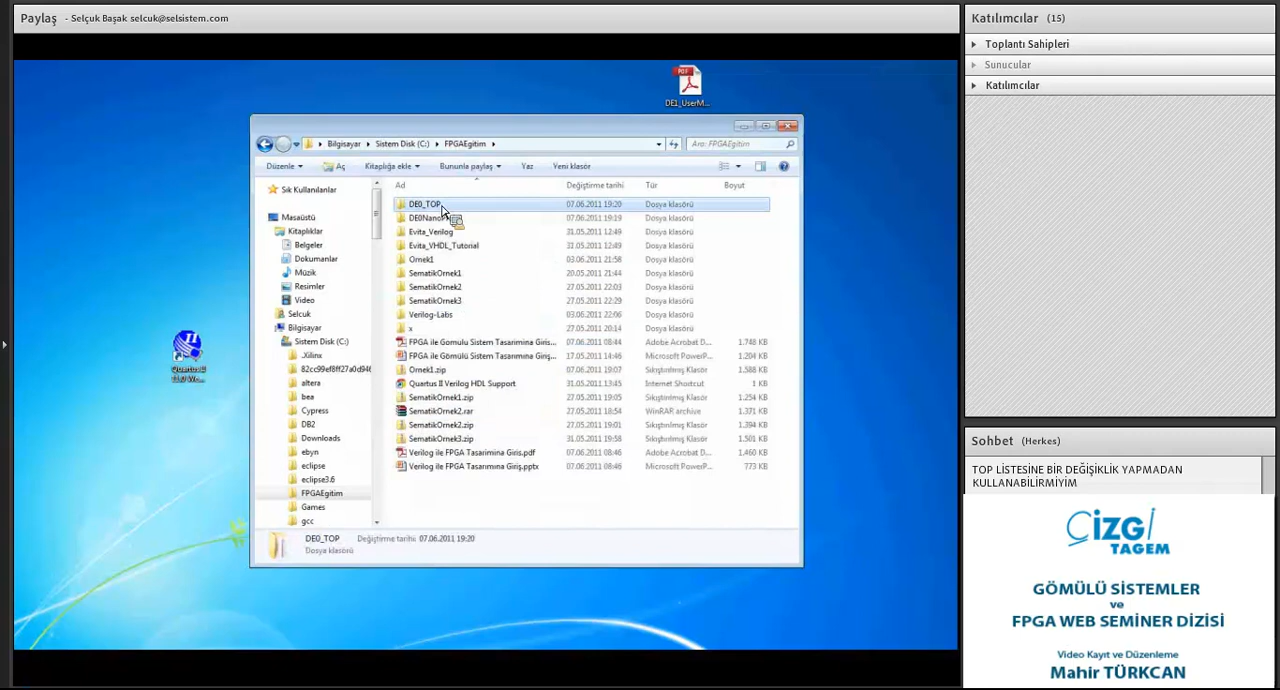 Paylaş - Selçuk Başak selcuk@selsistem.com
DE1_UserM...
Quartus II
11.0 We...
Bilgisayar Sistem Disk (C:) FPGAEgitim
Ara: FPGAEgitim
Düzenle Aç Kitaplığa ekle Bununla paylaş Yaz Yeni klasör
Sık Kullanılanlar
Masaüstü
Kitaplıklar
Belgeler
Dokumanlar
Müzik
Resimler
Video
Selcuk
Bilgisayar
Sistem Disk (C:)
.Xilinx
altera
bea
Cypress
DB2
Downloads
ebyn
eclipse
eclipse3.6
FPGAEgitim
Games
gcc
Ad Değiştirme tarihi Tür Boyut
DE0_TOP 07.06.2011 19:20 Dosya klasörü
DE0Nano 07.06.2011 19:19 Dosya klasörü
Evita_Verilog 31.05.2011 12:49 Dosya klasörü
Evita_VHDL_Tutorial 31.05.2011 12:49 Dosya klasörü
Ornek1 03.06.2011 21:58 Dosya klasörü
SematikOrnek1 20.05.2011 21:44 Dosya klasörü
SematikOrnek2 27.05.2011 22:03 Dosya klasörü
SematikOrnek3 27.05.2011 22:29 Dosya klasörü
Verilog-Labs 03.06.2011 22:06 Dosya klasörü
x 27.05.2011 20:14 Dosya klasörü
FPGA ile Gomulu Sistem Tasarimina Giris... 07.06.2011 08:44 Adobe Acrobat D... 1.748 KB
FPGA ile Gömülü Sistem Tasarımına Giriş... 17.05.2011 14:46 Microsoft PowerP... 1.204 KB
Ornek1.zip 07.06.2011 19:07 Sıkıştırılmış Klasör 1.588 KB
Quartus II Verilog HDL Support 31.05.2011 13:45 Internet Shortcut 1 KB
SematikOrnek1.zip 27.05.2011 19:05 Sıkıştırılmış Klasör 1.254 KB
SematikOrnek2.rar 27.05.2011 18:54 WinRAR archive 1.371 KB
SematikOrnek2.zip 27.05.2011 19:01 Sıkıştırılmış Klasör 1.394 KB
SematikOrnek3.zip 31.05.2011 19:58 Sıkıştırılmış Klasör 1.501 KB
Verilog ile FPGA Tasarimina Giris.pdf 07.06.2011 08:46 Adobe Acrobat D... 1.460 KB
Verilog ile FPGA Tasarımına Giriş.pptx 07.06.2011 08:46 Microsoft PowerP... 773 KB
DE0_TOP Değiştirme tarihi: 07.06.2011 19:20
Dosya klasörü
Katılımcılar (15)
Toplantı Sahipleri
Sunucular
Katılımcılar
Sohbet (Herkes)
TOP LİSTESİNE BİR DEĞİŞİKLİK YAPMADAN
KULLANABİLİRMİYİM
ÇİZGİ
TAGEM
GÖMÜLÜ SİSTEMLER
ve
FPGA WEB SEMİNER DİZİSİ
Video Kayıt ve Düzenleme
Mahir TÜRKCAN